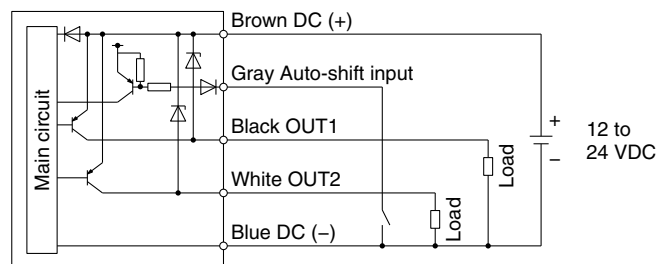 Brown DC (+)
Gray Auto-shift input
Black OUT1
White OUT2
Blue DC (−)
Main circuit
Load
Load
+
−
12 to
24 VDC